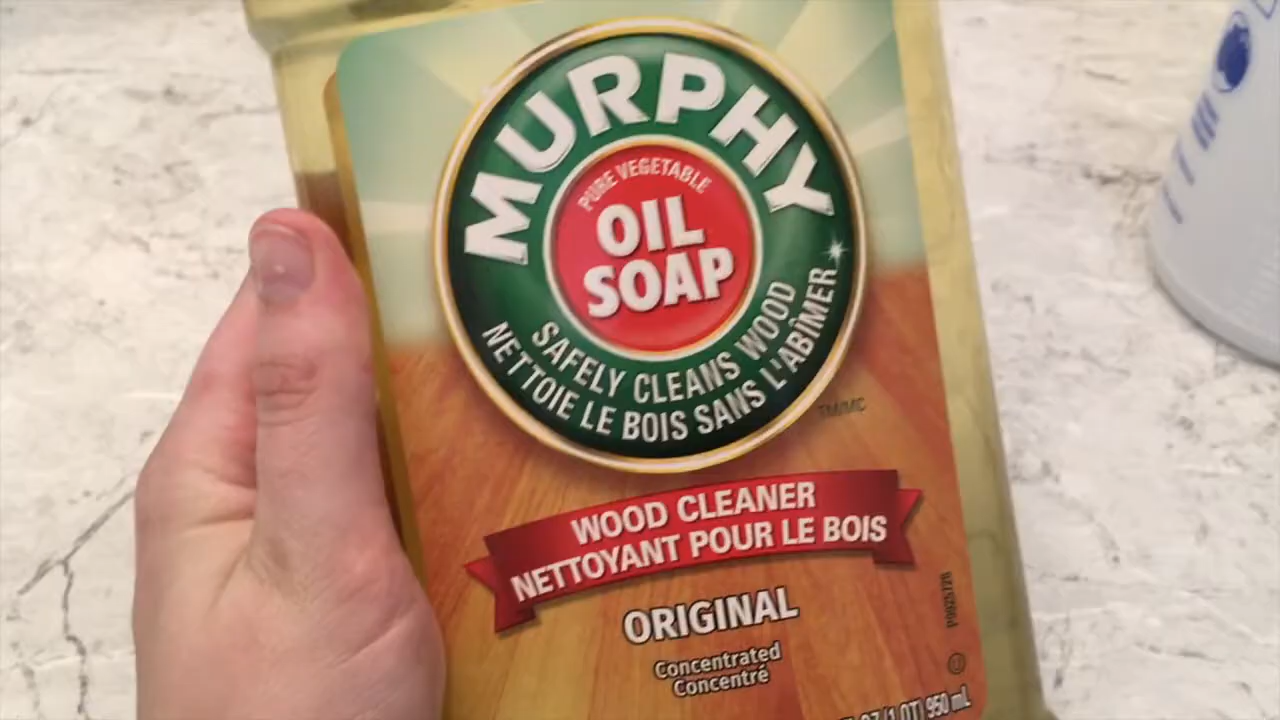 MURPHY
PURE VEGETABLE
OIL
SOAP
SAFELY CLEANS WOOD
NETTOIE LE BOIS SANS L'ABÎMER
TM/MC
WOOD CLEANER
NETTOYANT POUR LE BOIS
ORIGINAL
Concentrated
Concentré
950 mL